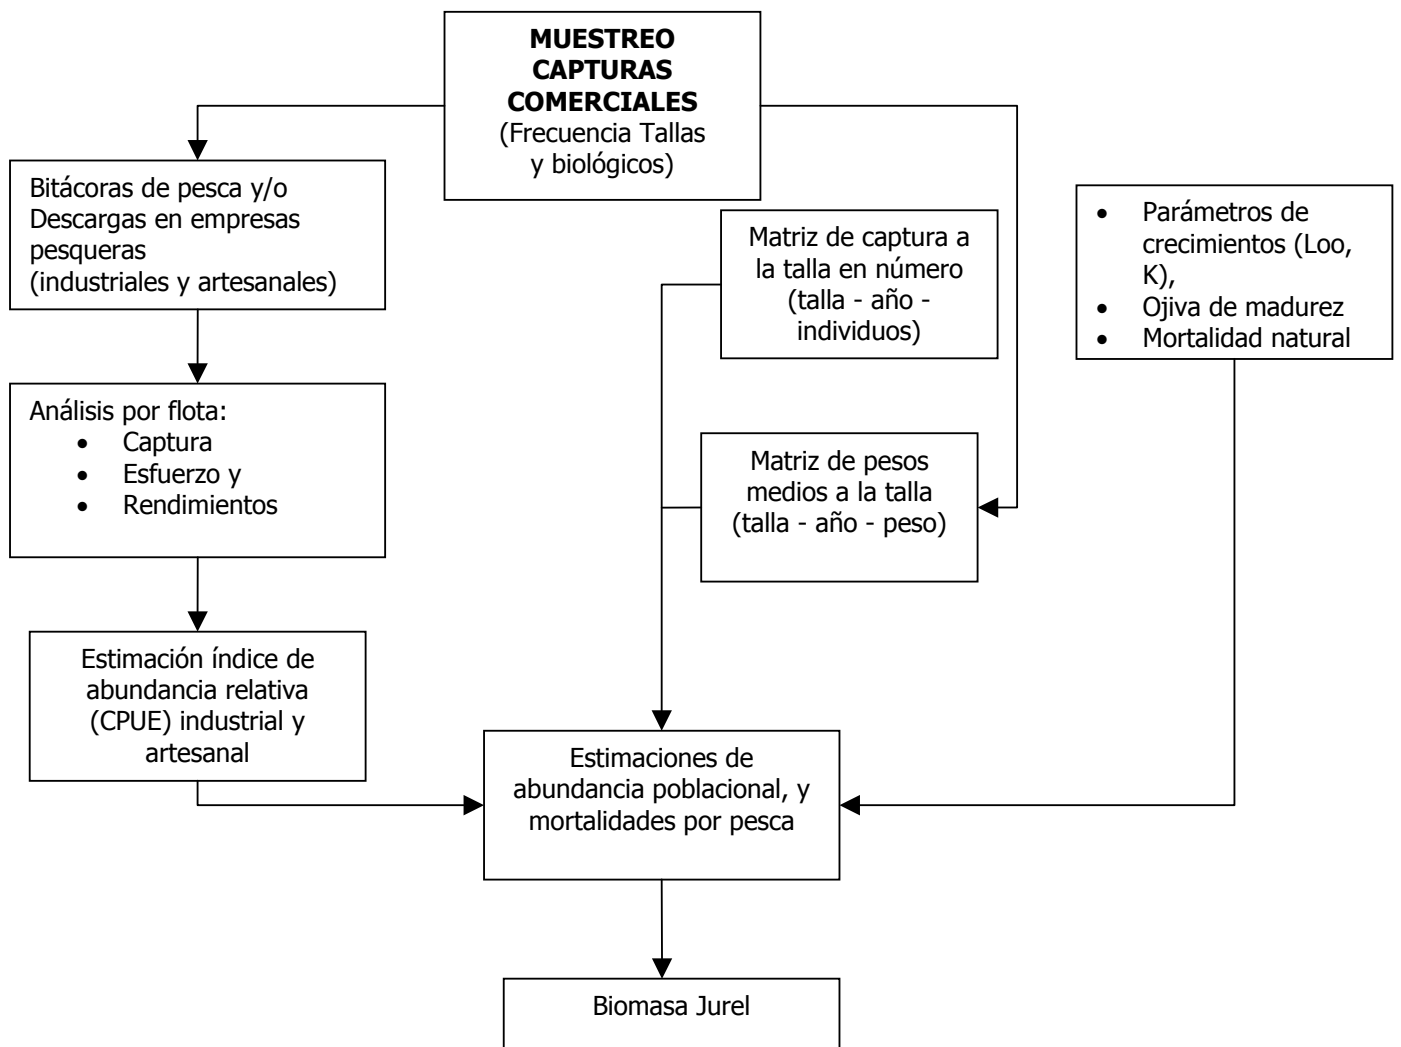 MUESTREO
CAPTURAS
COMERCIALES
(Frecuencia Tallas
y biológicos)
Bitácoras de pesca y/o
Descargas en empresas
pesqueras
(industriales y artesanales)
Matriz de captura a
la talla en número
(talla - año -
individuos)
• Parámetros de
crecimientos (Loo,
K),
• Ojiva de madurez
• Mortalidad natural
Análisis por flota:
• Captura
• Esfuerzo y
• Rendimientos
Matriz de pesos
medios a la talla
(talla - año - peso)
Estimación índice de
abundancia relativa
(CPUE) industrial y
artesanal
Estimaciones de
abundancia poblacional, y
mortalidades por pesca
Biomasa Jurel